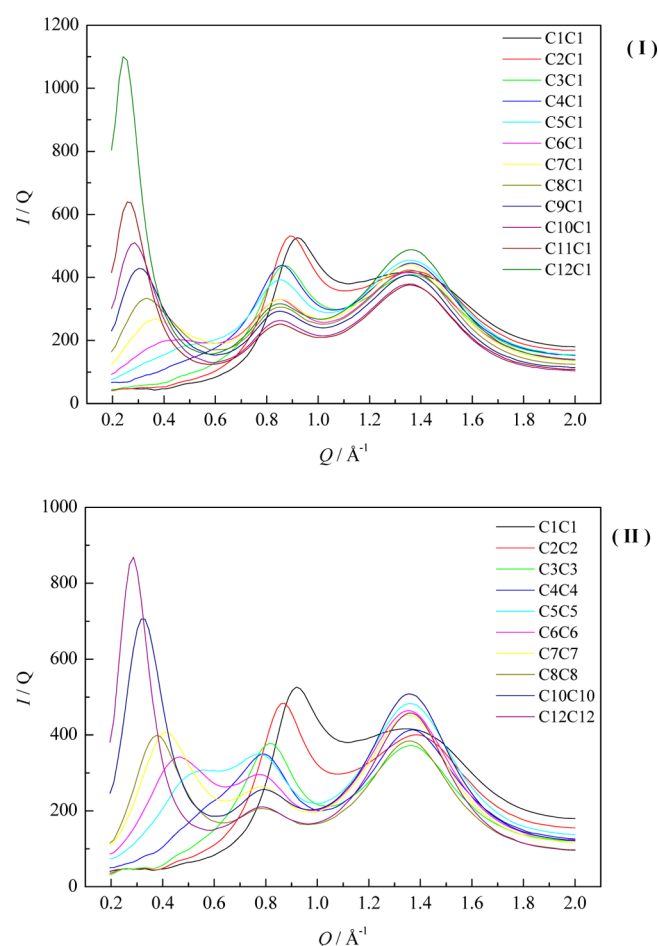 ( I )
1200
1000
800
600
400
200
0
I / Q
C1C1
C2C1
C3C1
C4C1
C5C1
C6C1
C7C1
C8C1
C9C1
C10C1
C11C1
C12C1
0.2 0.4 0.6 0.8 1.0 1.2 1.4 1.6 1.8 2.0
Q / Å⁻¹
( II )
1000
800
600
400
200
0
I / Q
C1C1
C2C2
C3C3
C4C4
C5C5
C6C6
C7C7
C8C8
C10C10
C12C12
0.2 0.4 0.6 0.8 1.0 1.2 1.4 1.6 1.8 2.0
Q / Å⁻¹